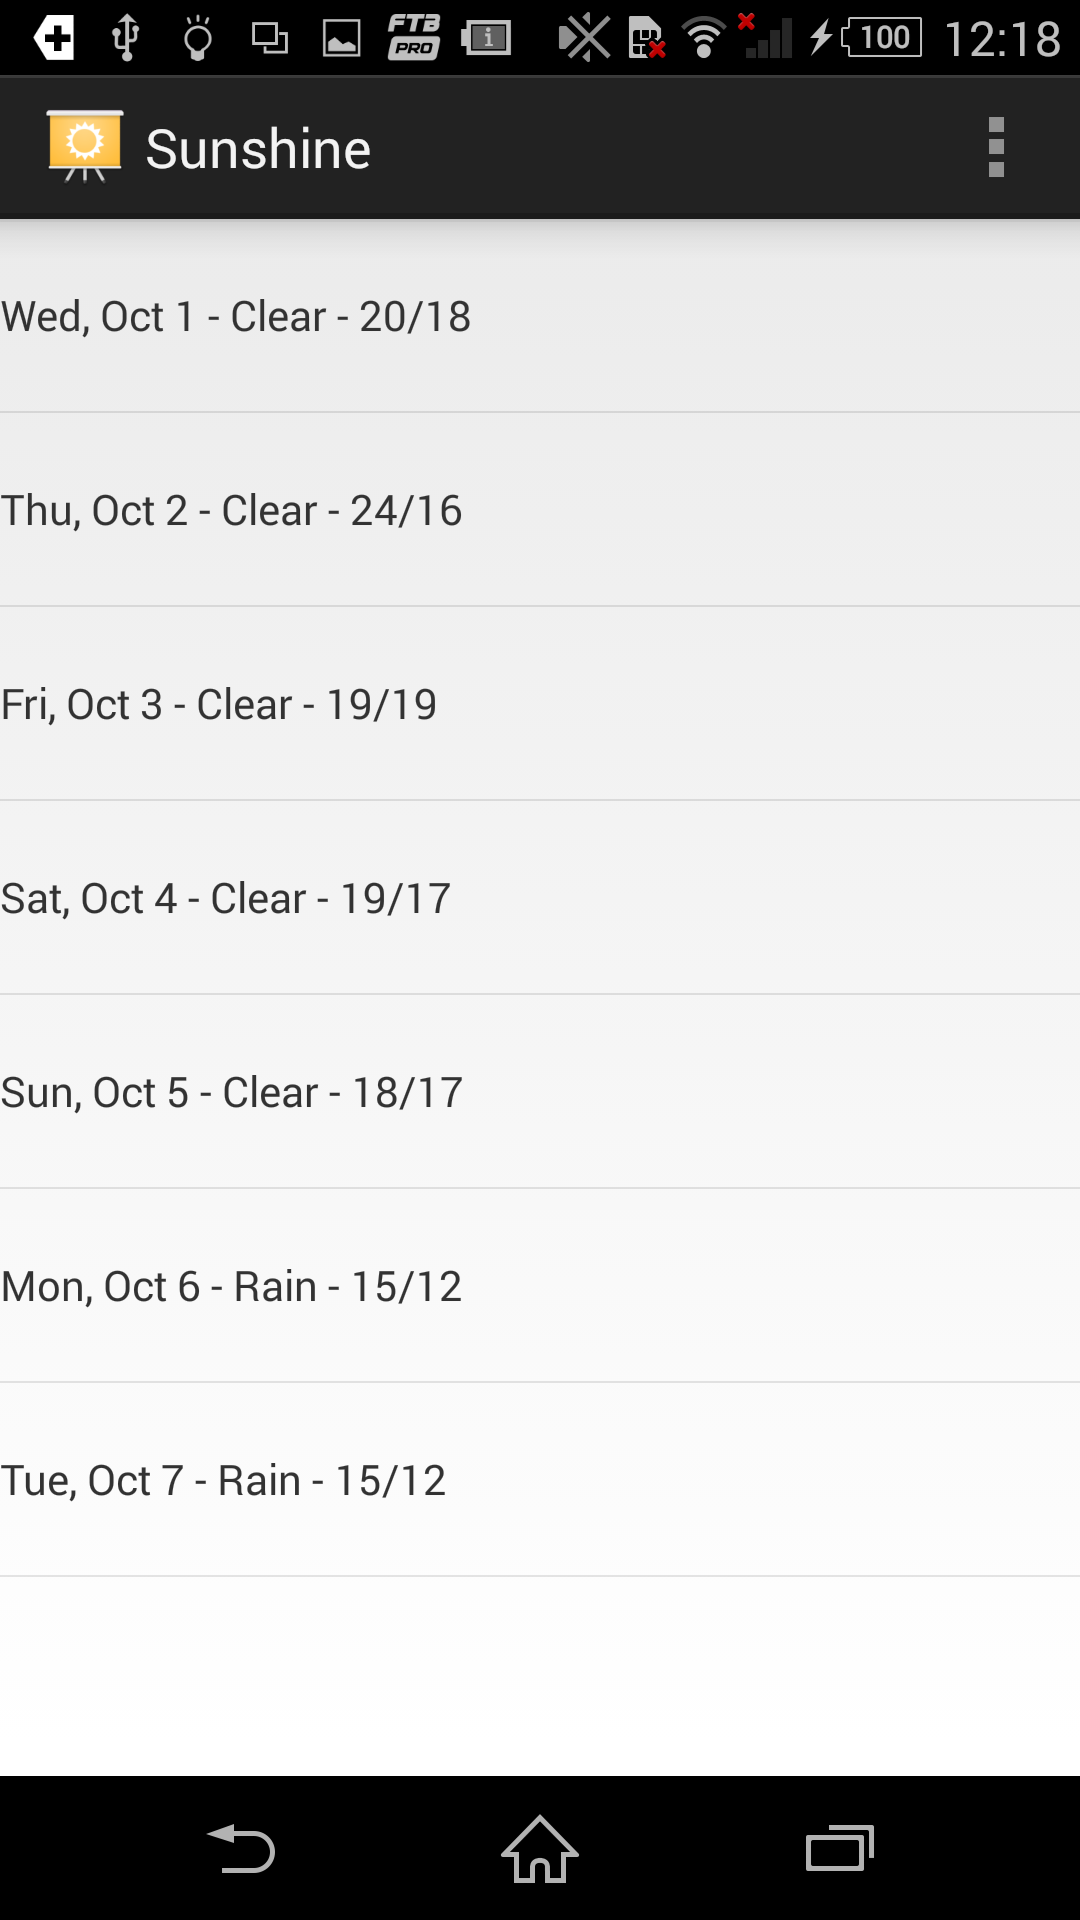 FTB
PRO
100
12:18
Sunshine
Wed, Oct 1 - Clear - 20/18
Thu, Oct 2 - Clear - 24/16
Fri, Oct 3 - Clear - 19/19
Sat, Oct 4 - Clear - 19/17
Sun, Oct 5 - Clear - 18/17
Mon, Oct 6 - Rain - 15/12
Tue, Oct 7 - Rain - 15/12